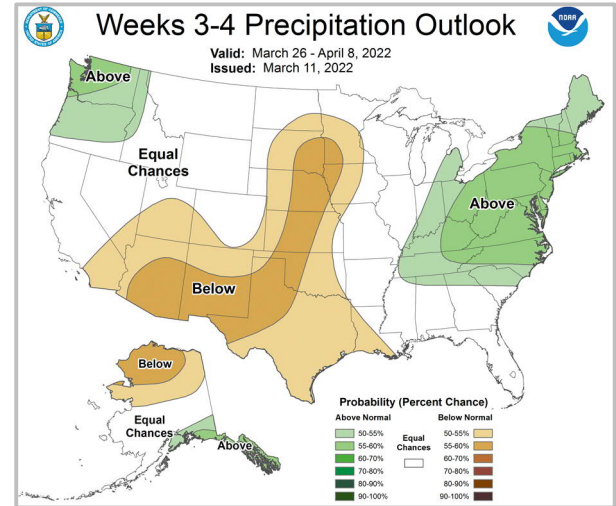 Weeks 3-4 Precipitation Outlook
Valid: March 26 - April 8, 2022
Issued: March 11, 2022
NOAA
Above
Equal
Chances
Above
Below
Below
Equal
Chances
Above
Probability (Percent Chance)
Above Normal
Below Normal
Equal
Chances
50-55%
55-60%
60-70%
70-80%
80-90%
90-100%
50-55%
55-60%
60-70%
70-80%
80-90%
90-100%